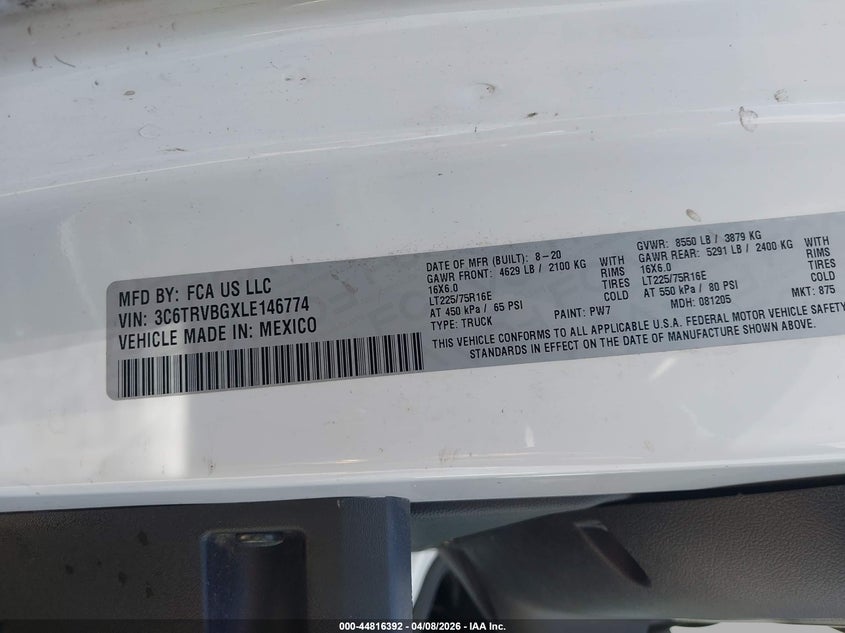 MFD BY: FCA US LLC
VIN: 3C6TRVBGXLE146774
VEHICLE MADE IN: MEXICO
DATE OF MFR (BUILT): 8-20
GAWR FRONT: 4629 LB / 2100 KG WITH
16X6.0 RIMS
LT225/75R16E TIRES
AT 450 kPa / 65 PSI COLD
TYPE: TRUCK PAINT: PW7
GVWR: 8550 LB / 3879 KG
GAWR REAR: 5291 LB / 2400 KG WITH
16X6.0 RIMS
LT225/75R16E TIRES
AT 550 kPa / 80 PSI COLD
MDH: 081205 MKT: 875
THIS VEHICLE CONFORMS TO ALL APPLICABLE U.S.A. FEDERAL MOTOR VEHICLE SAFETY
STANDARDS IN EFFECT ON THE DATE OF MANUFACTURE SHOWN ABOVE.
000-44816392 - 04/08/2026 - IAA Inc.